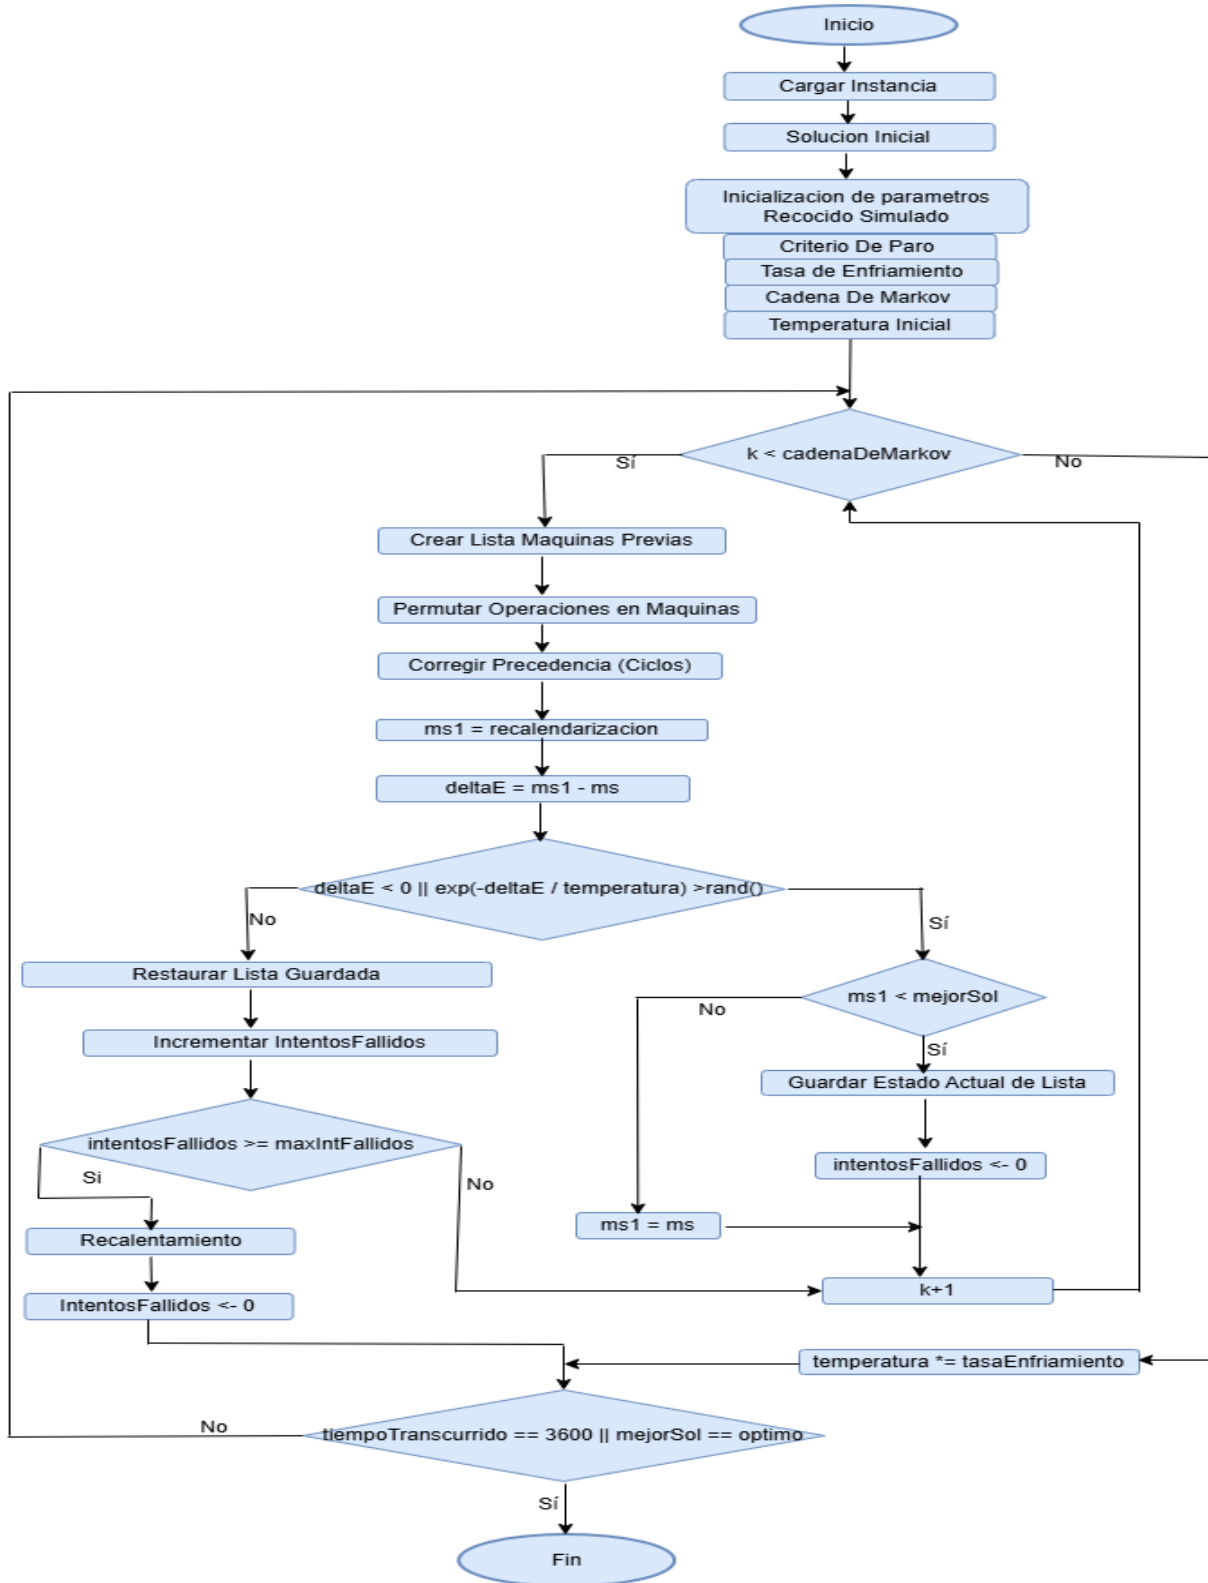 Inicio
Cargar Instancia
Solucion Inicial
Inicializacion de parametros
Recocido Simulado
Criterio De Paro
Tasa de Enfriamiento
Cadena De Markov
Temperatura Inicial
k < cadenaDeMarkov
Sí
No
Crear Lista Maquinas Previas
Permutar Operaciones en Maquinas
Corregir Precedencia (Ciclos)
ms1 = recalendarizacion
deltaE = ms1 - ms
deltaE < 0 || exp(-deltaE / temperatura) >rand()
No
Sí
Restaurar Lista Guardada
ms1 < mejorSol
No
Incrementar IntentosFallidos
Sí
Guardar Estado Actual de Lista
intentosFallidos >= maxIntFallidos
intentosFallidos <- 0
Si
No
ms1 = ms
Recalentamiento
k+1
IntentosFallidos <- 0
temperatura *= tasaEnfriamiento
No
tiempoTranscurrido == 3600 || mejorSol == optimo
Sí
Fin